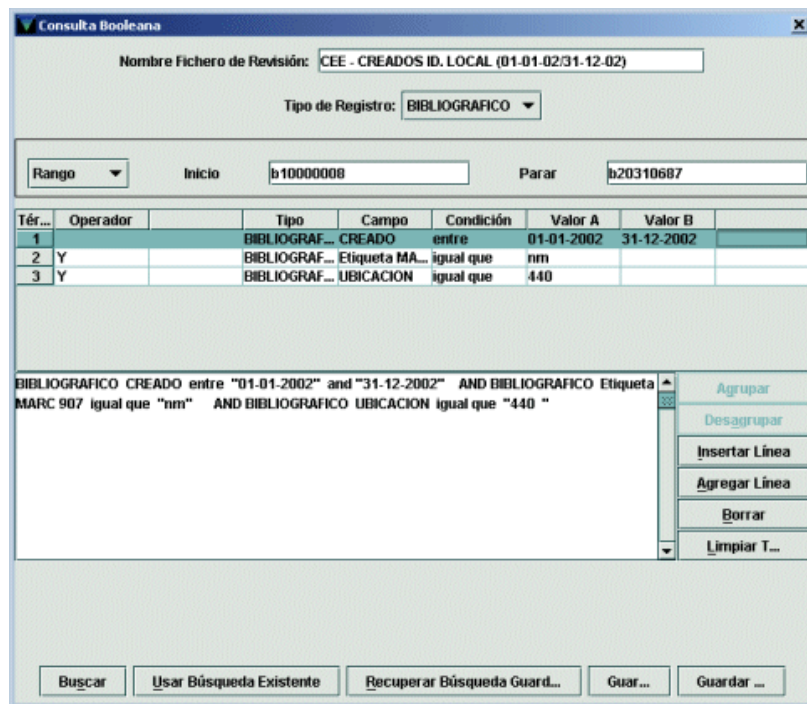 Consulta Booleana
Nombre Fichero de Revisión: CEE - CREADOS ID. LOCAL (01-01-02/31-12-02)
Tipo de Registro: BIBLIOGRAFICO
Rango Inicio b10000008 Parar b20310687
Tér... Operador Tipo Campo Condición Valor A Valor B
1 BIBLIOGRAF... CREADO entre 01-01-2002 31-12-2002
2 Y BIBLIOGRAF... Etiqueta MA... igual que nm
3 Y BIBLIOGRAF... UBICACION igual que 440
BIBLIOGRAFICO CREADO entre "01-01-2002" and "31-12-2002" AND BIBLIOGRAFICO Etiqueta
MARC 907 igual que "nm" AND BIBLIOGRAFICO UBICACION igual que "440 "
Agrupar
Desagrupar
Insertar Línea
Agregar Línea
Borrar
Limpiar T...
Buscar Usar Búsqueda Existente Recuperar Búsqueda Guard... Guar... Guardar ...